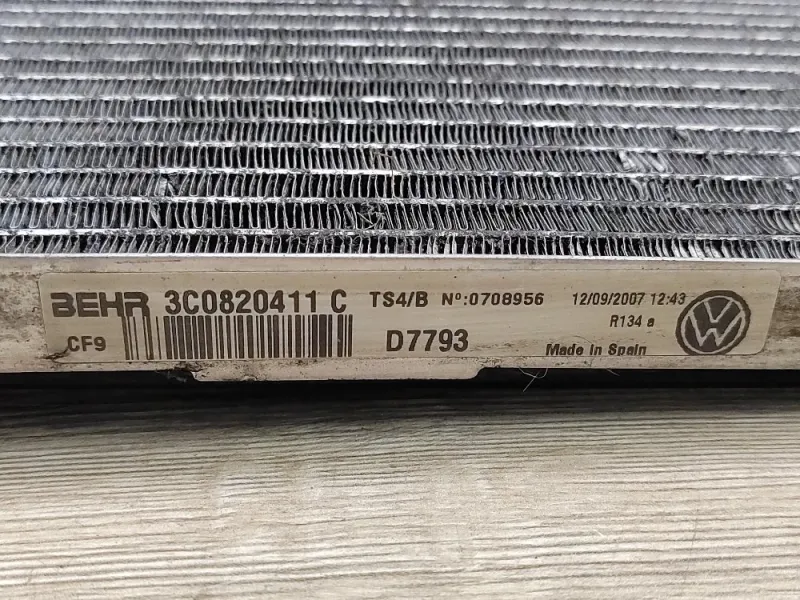 BEHR 3C0820411 C TS4/B Nº:0708956 12/09/2007 12:43
R134 a
CF9 D7793 Made in Spain